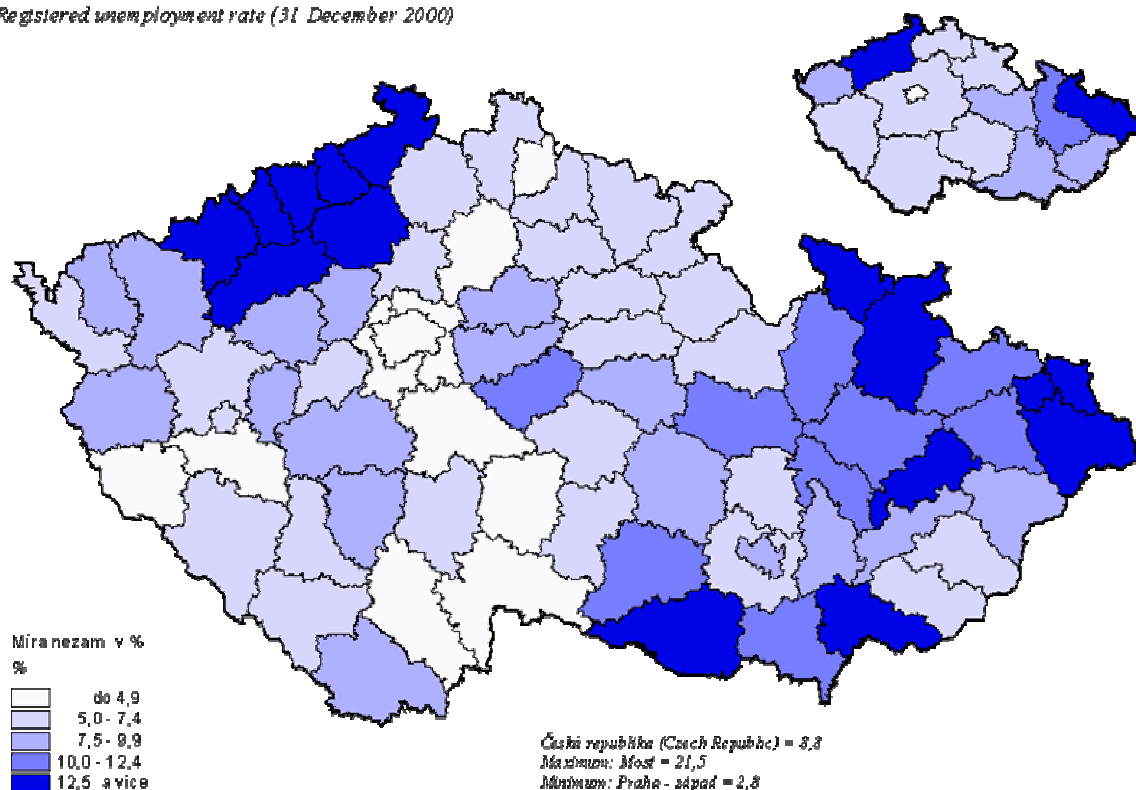 Registered unemployment rate (31 December 2000)
Míra nezam v %
%
do 4,9
5,0 - 7,4
7,5 - 9,9
10,0 - 12,4
12,5 a více
Česká republika (Czech Republic) = 8,8
Maximum: Most = 21,5
Minimum: Praha - západ = 2,8